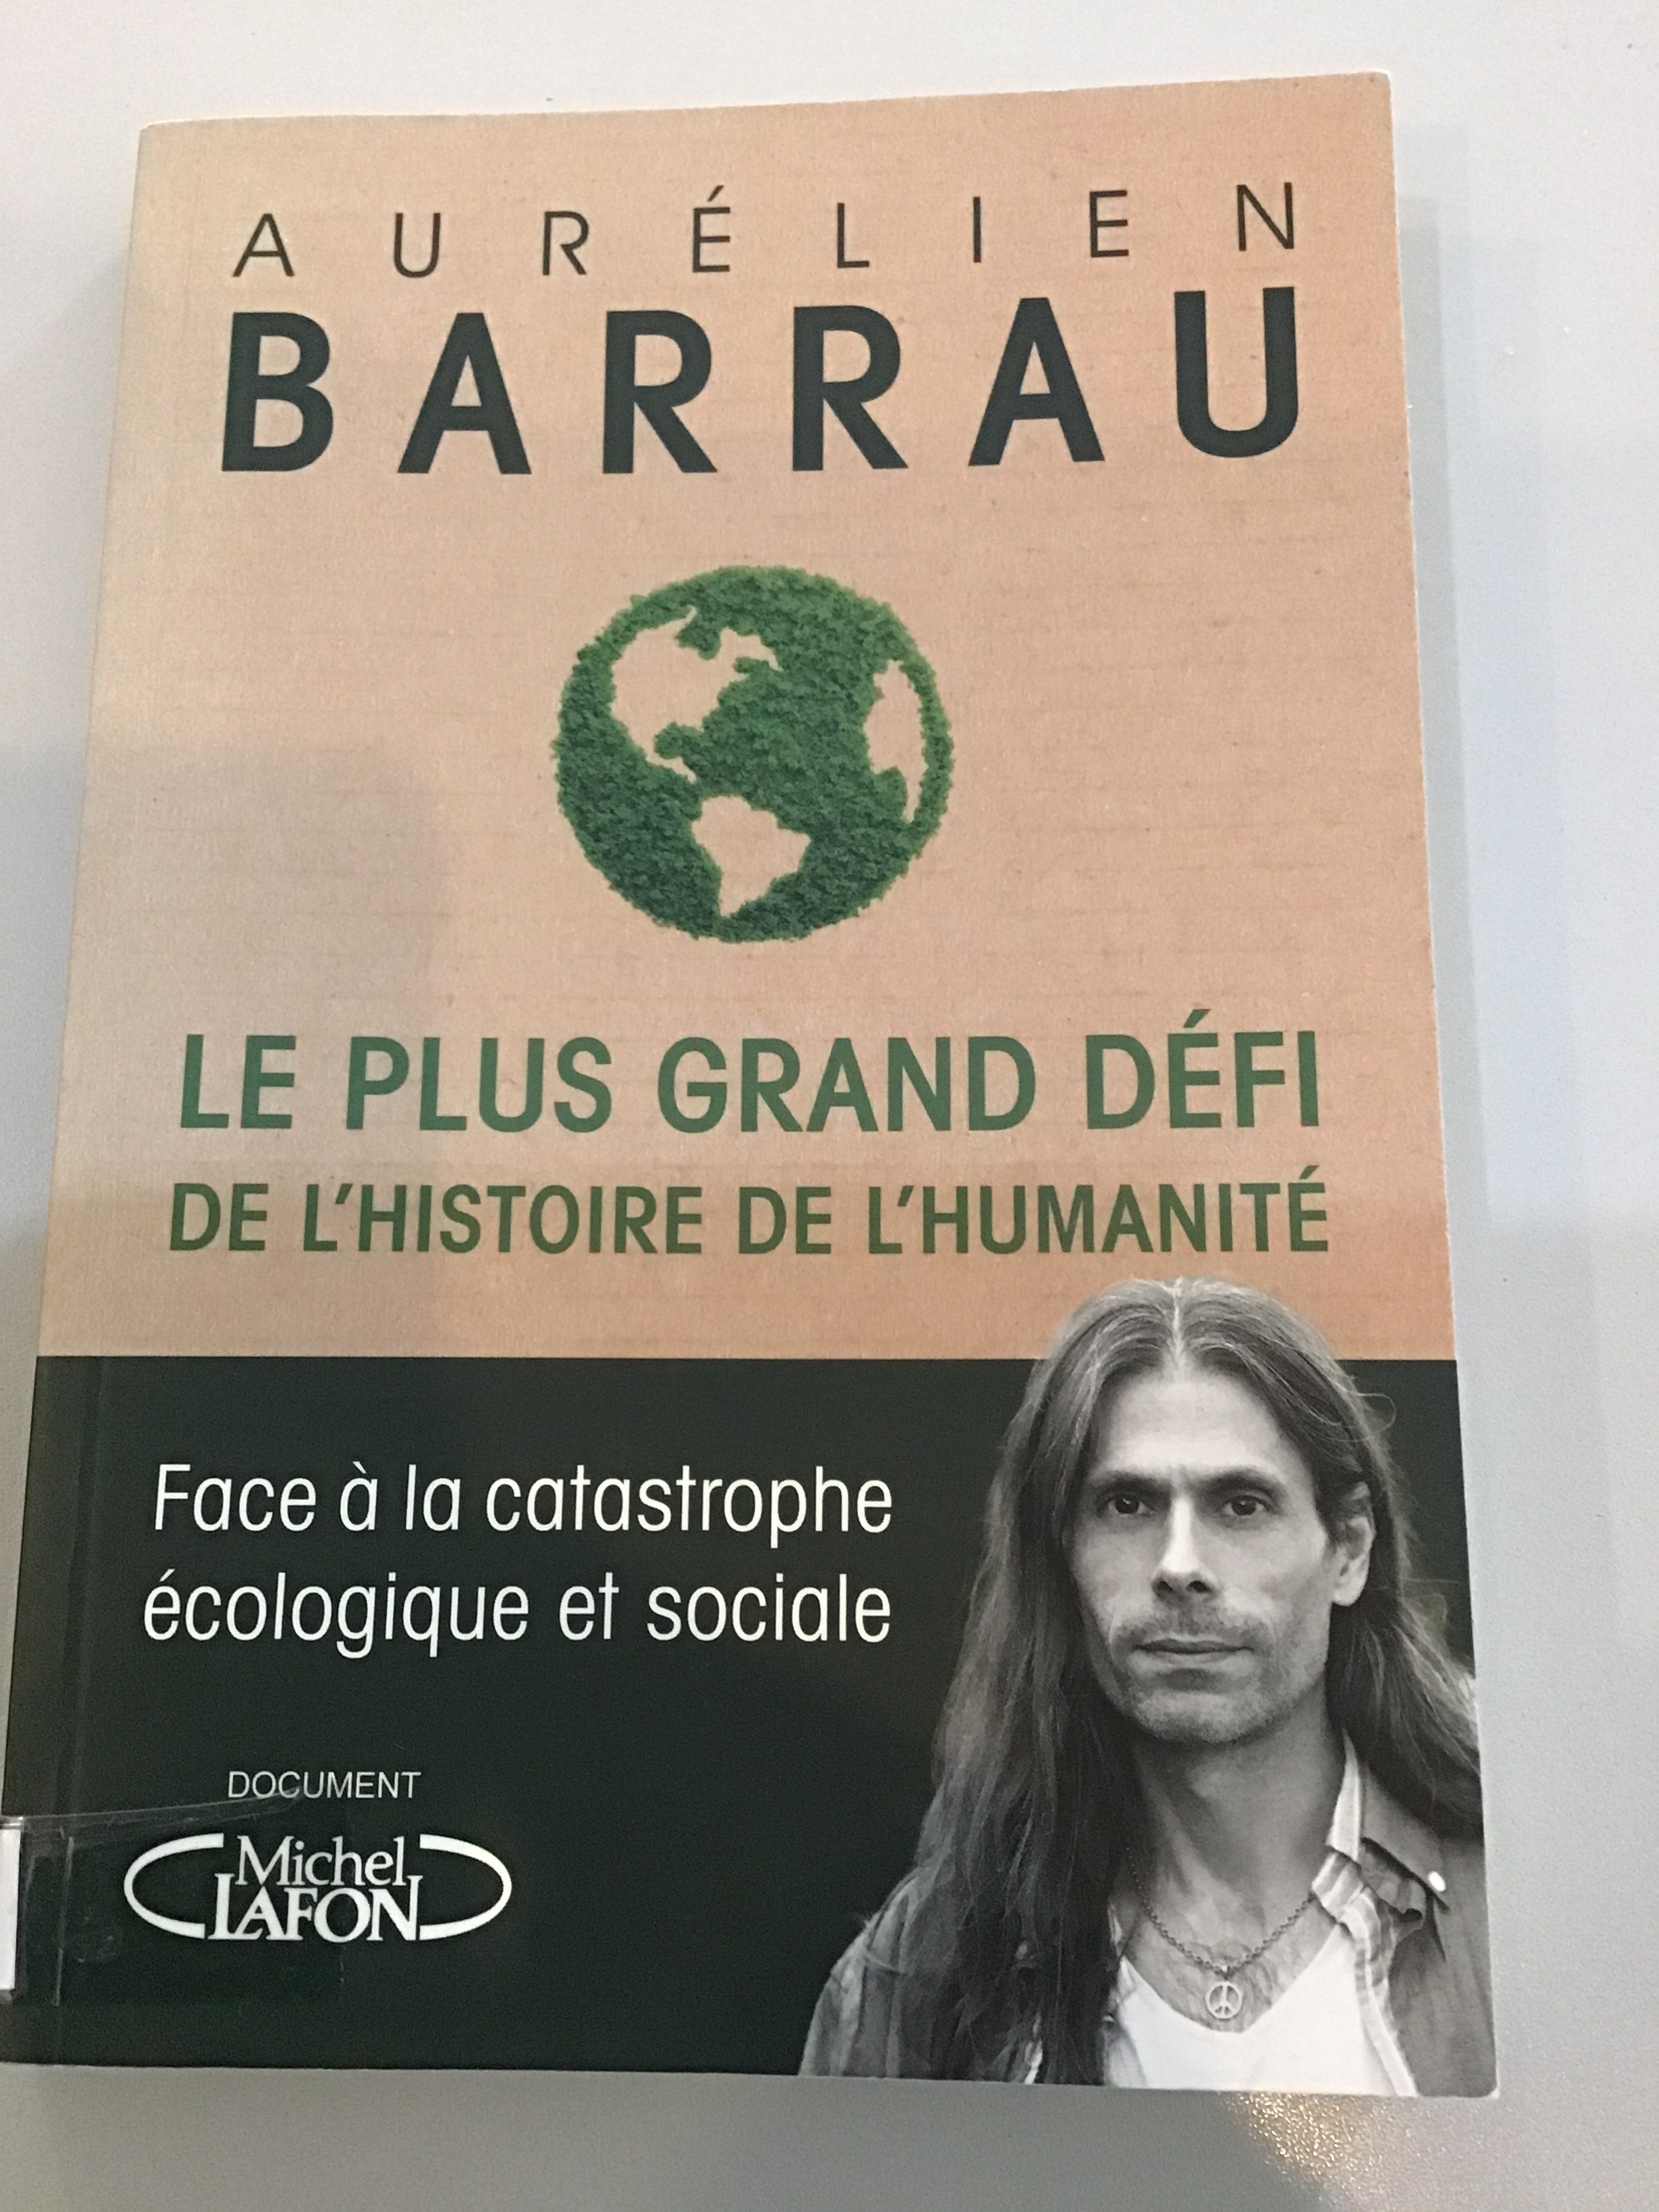 AURÉLIEN
BARRAU
LE PLUS GRAND DÉFI
DE L'HISTOIRE DE L'HUMANITÉ
Face à la catastrophe
écologique et sociale
DOCUMENT
Michel
LAFON